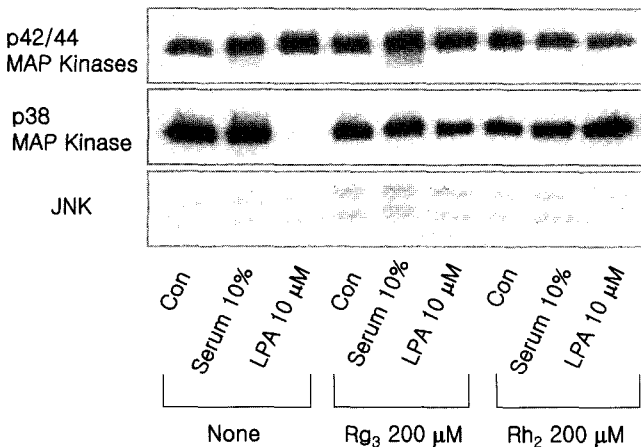 p42/44
MAP Kinases
p38
MAP Kinase
JNK
Con
Serum 10%
LPA 10 μM
Con
Serum 10%
LPA 10 μM
Con
Serum 10%
LPA 10 μM
None
Rg₃ 200 μM
Rh₂ 200 μM